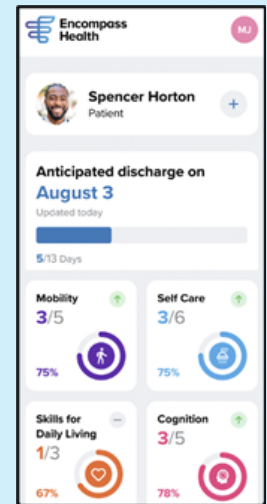 Encompass
Health
MJ
Spencer Horton
Patient
+
Anticipated discharge on
August 3
Updated today
5/13 Days
Mobility
3/5
75%
Self Care
3/6
75%
Skills for
Daily Living
1/3
67%
Cognition
3/5
78%